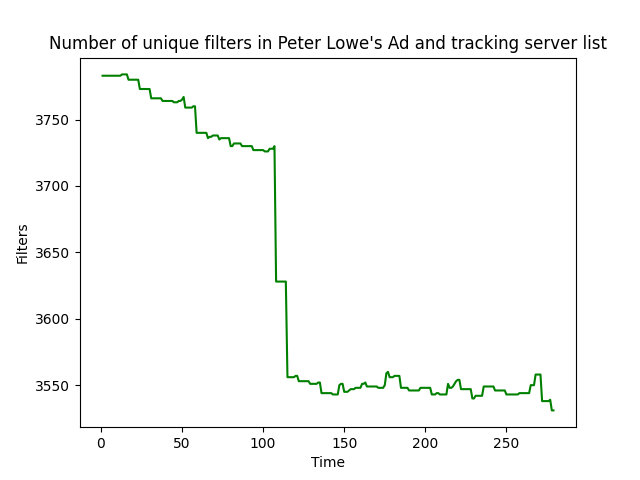 Number of unique filters in Peter Lowe's Ad and tracking server list
3750
3700
3650
3600
3550
Filters
0 50 100 150 200 250
Time